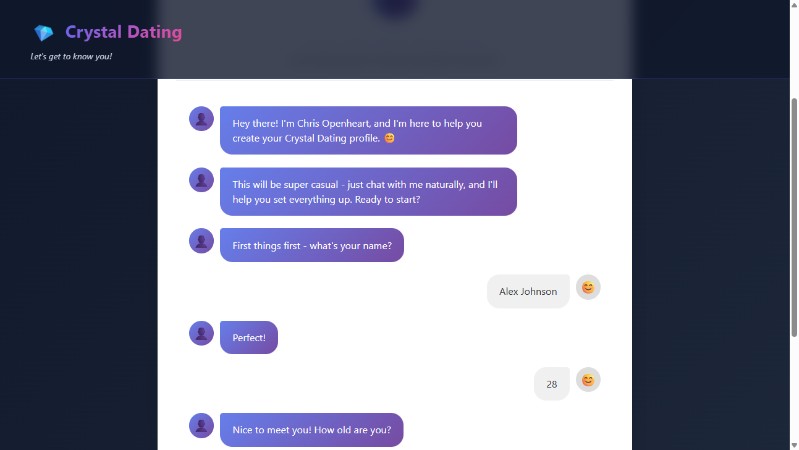 Crystal Dating
Let's get to know you!
Hey there! I'm Chris Openheart, and I'm here to help you
create your Crystal Dating profile. 😊
This will be super casual - just chat with me naturally, and I'll
help you set everything up. Ready to start?
First things first - what's your name?
Alex Johnson
Perfect!
28
Nice to meet you! How old are you?